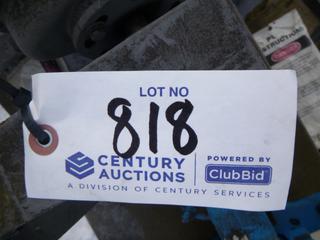 LOT NO
818
CENTURY AUCTIONS
POWERED BY
ClubBid
A DIVISION OF CENTURY SERVICES